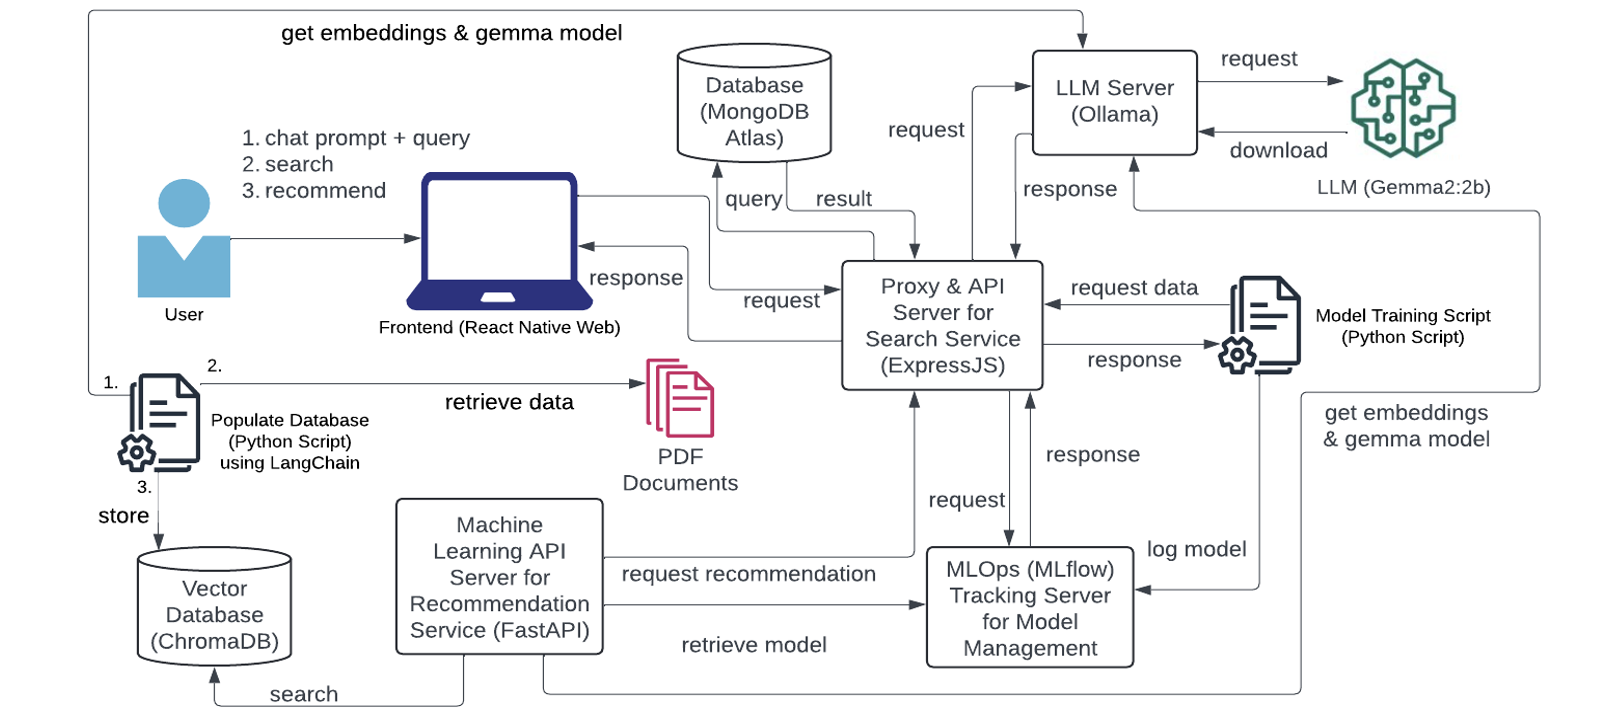 get embeddings & gemma model
Database
(MongoDB
Atlas)
LLM Server
(Ollama)
request
download
LLM (Gemma2:2b)
1. chat prompt + query
2. search
3. recommend
request
response
query
result
User
Frontend (React Native Web)
response
request
Proxy & API
Server for
Search Service
(ExpressJS)
request data
response
Model Training Script
(Python Script)
1.
2.
retrieve data
Populate Database
(Python Script)
using LangChain
3.
store
PDF
Documents
get embeddings
& gemma model
response
request
log model
Machine
Learning API
Server for
Recommendation
Service (FastAPI)
request recommendation
retrieve model
MLOps (MLflow)
Tracking Server
for Model
Management
Vector
Database
(ChromaDB)
search